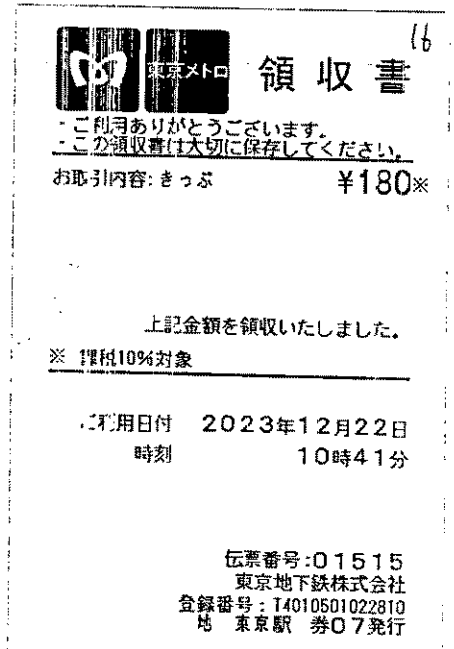 16
東京メトロ 領収書
・ご利用ありがとうございます。
・この領収書は大切に保存してください。
お取引内容:きっぷ ¥180※
上記金額を領収いたしました。
※ 課税10%対象
ご利用日付 2023年12月22日
時刻 10時41分
伝票番号:01515
東京地下鉄株式会社
登録番号:T4010501022810
地 東京駅 券07発行